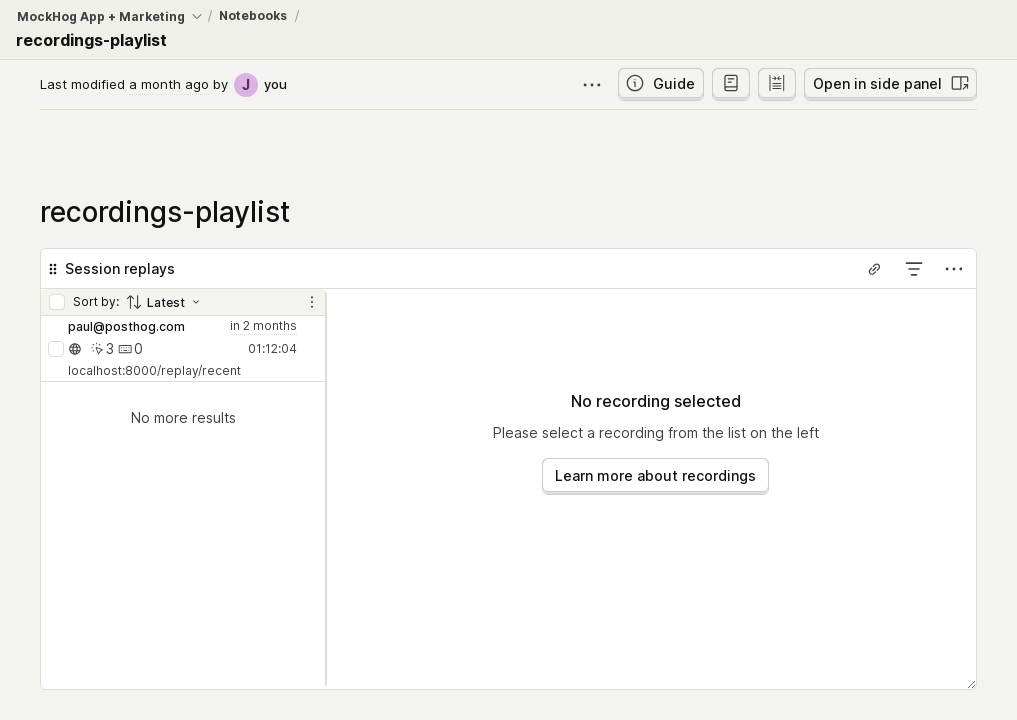 MockHog App + Marketing / Notebooks /
recordings-playlist
Last modified a month ago by J you
Guide
Open in side panel
recordings-playlist
Session replays
Sort by: Latest
paul@posthog.com in 2 months
3 0 01:12:04
localhost:8000/replay/recent
No more results
No recording selected
Please select a recording from the list on the left
Learn more about recordings